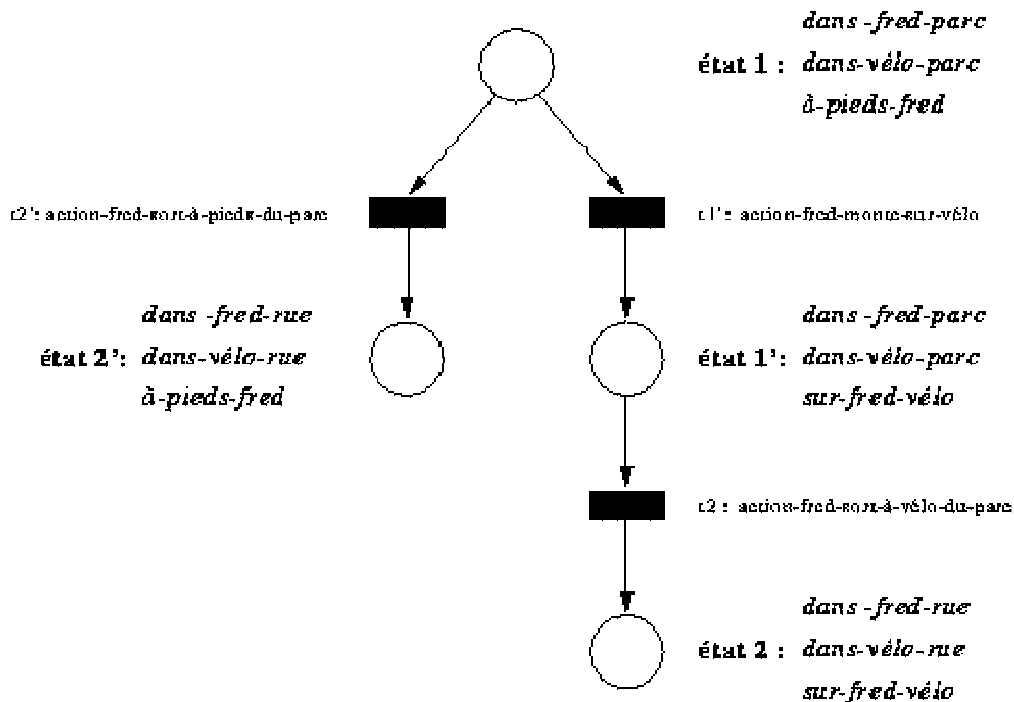 dans-fred-parc
état 1 : dans-vélo-parc
à-pieds-fred
t2': action-fred-sort-à-pieds-du-parc
t1': action-fred-monte-sur-vélo
dans-fred-rue
état 2': dans-vélo-rue
à-pieds-fred
dans-fred-parc
état 1': dans-vélo-parc
sur-fred-vélo
t2 : action-fred-sort-à-vélo-du-parc
dans-fred-rue
état 2 : dans-vélo-rue
sur-fred-vélo